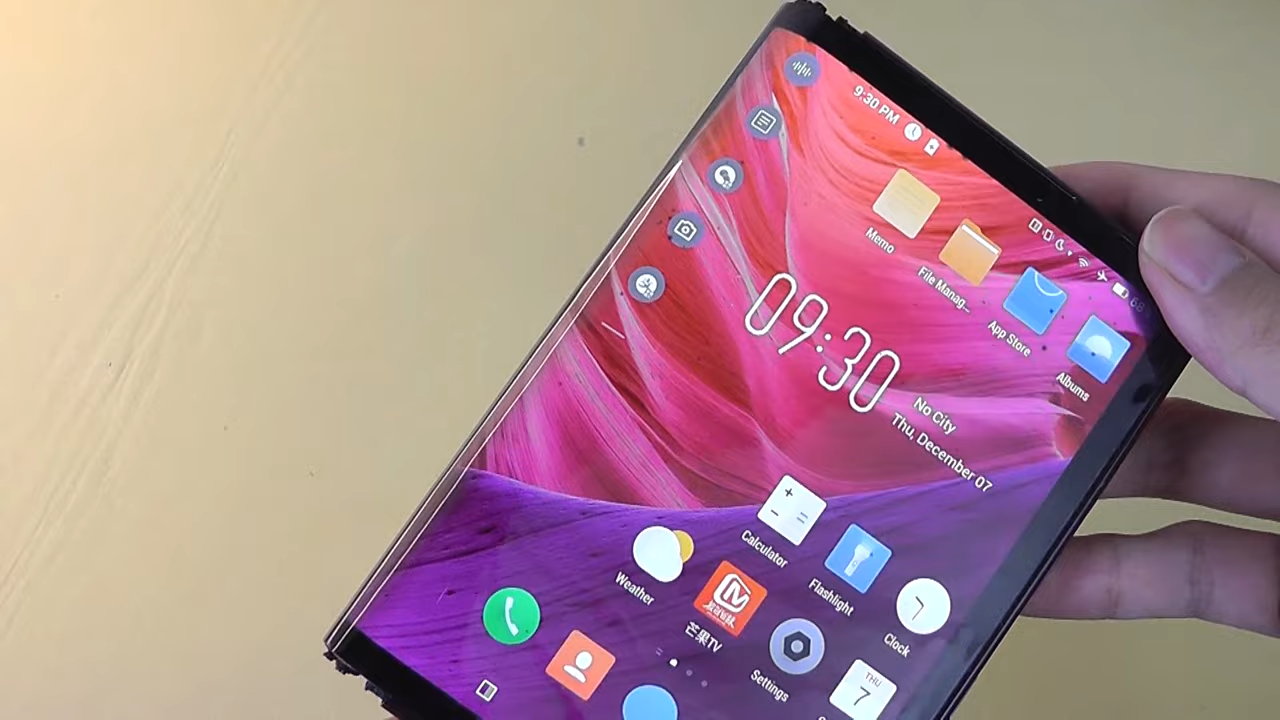 9:30 PM
68
Memo
File Manag...
App Store
Albums
09:30
No City
Thu, December 07
Weather
Calculator
Flashlight
Clock
芒果TV
Settings
THU
7